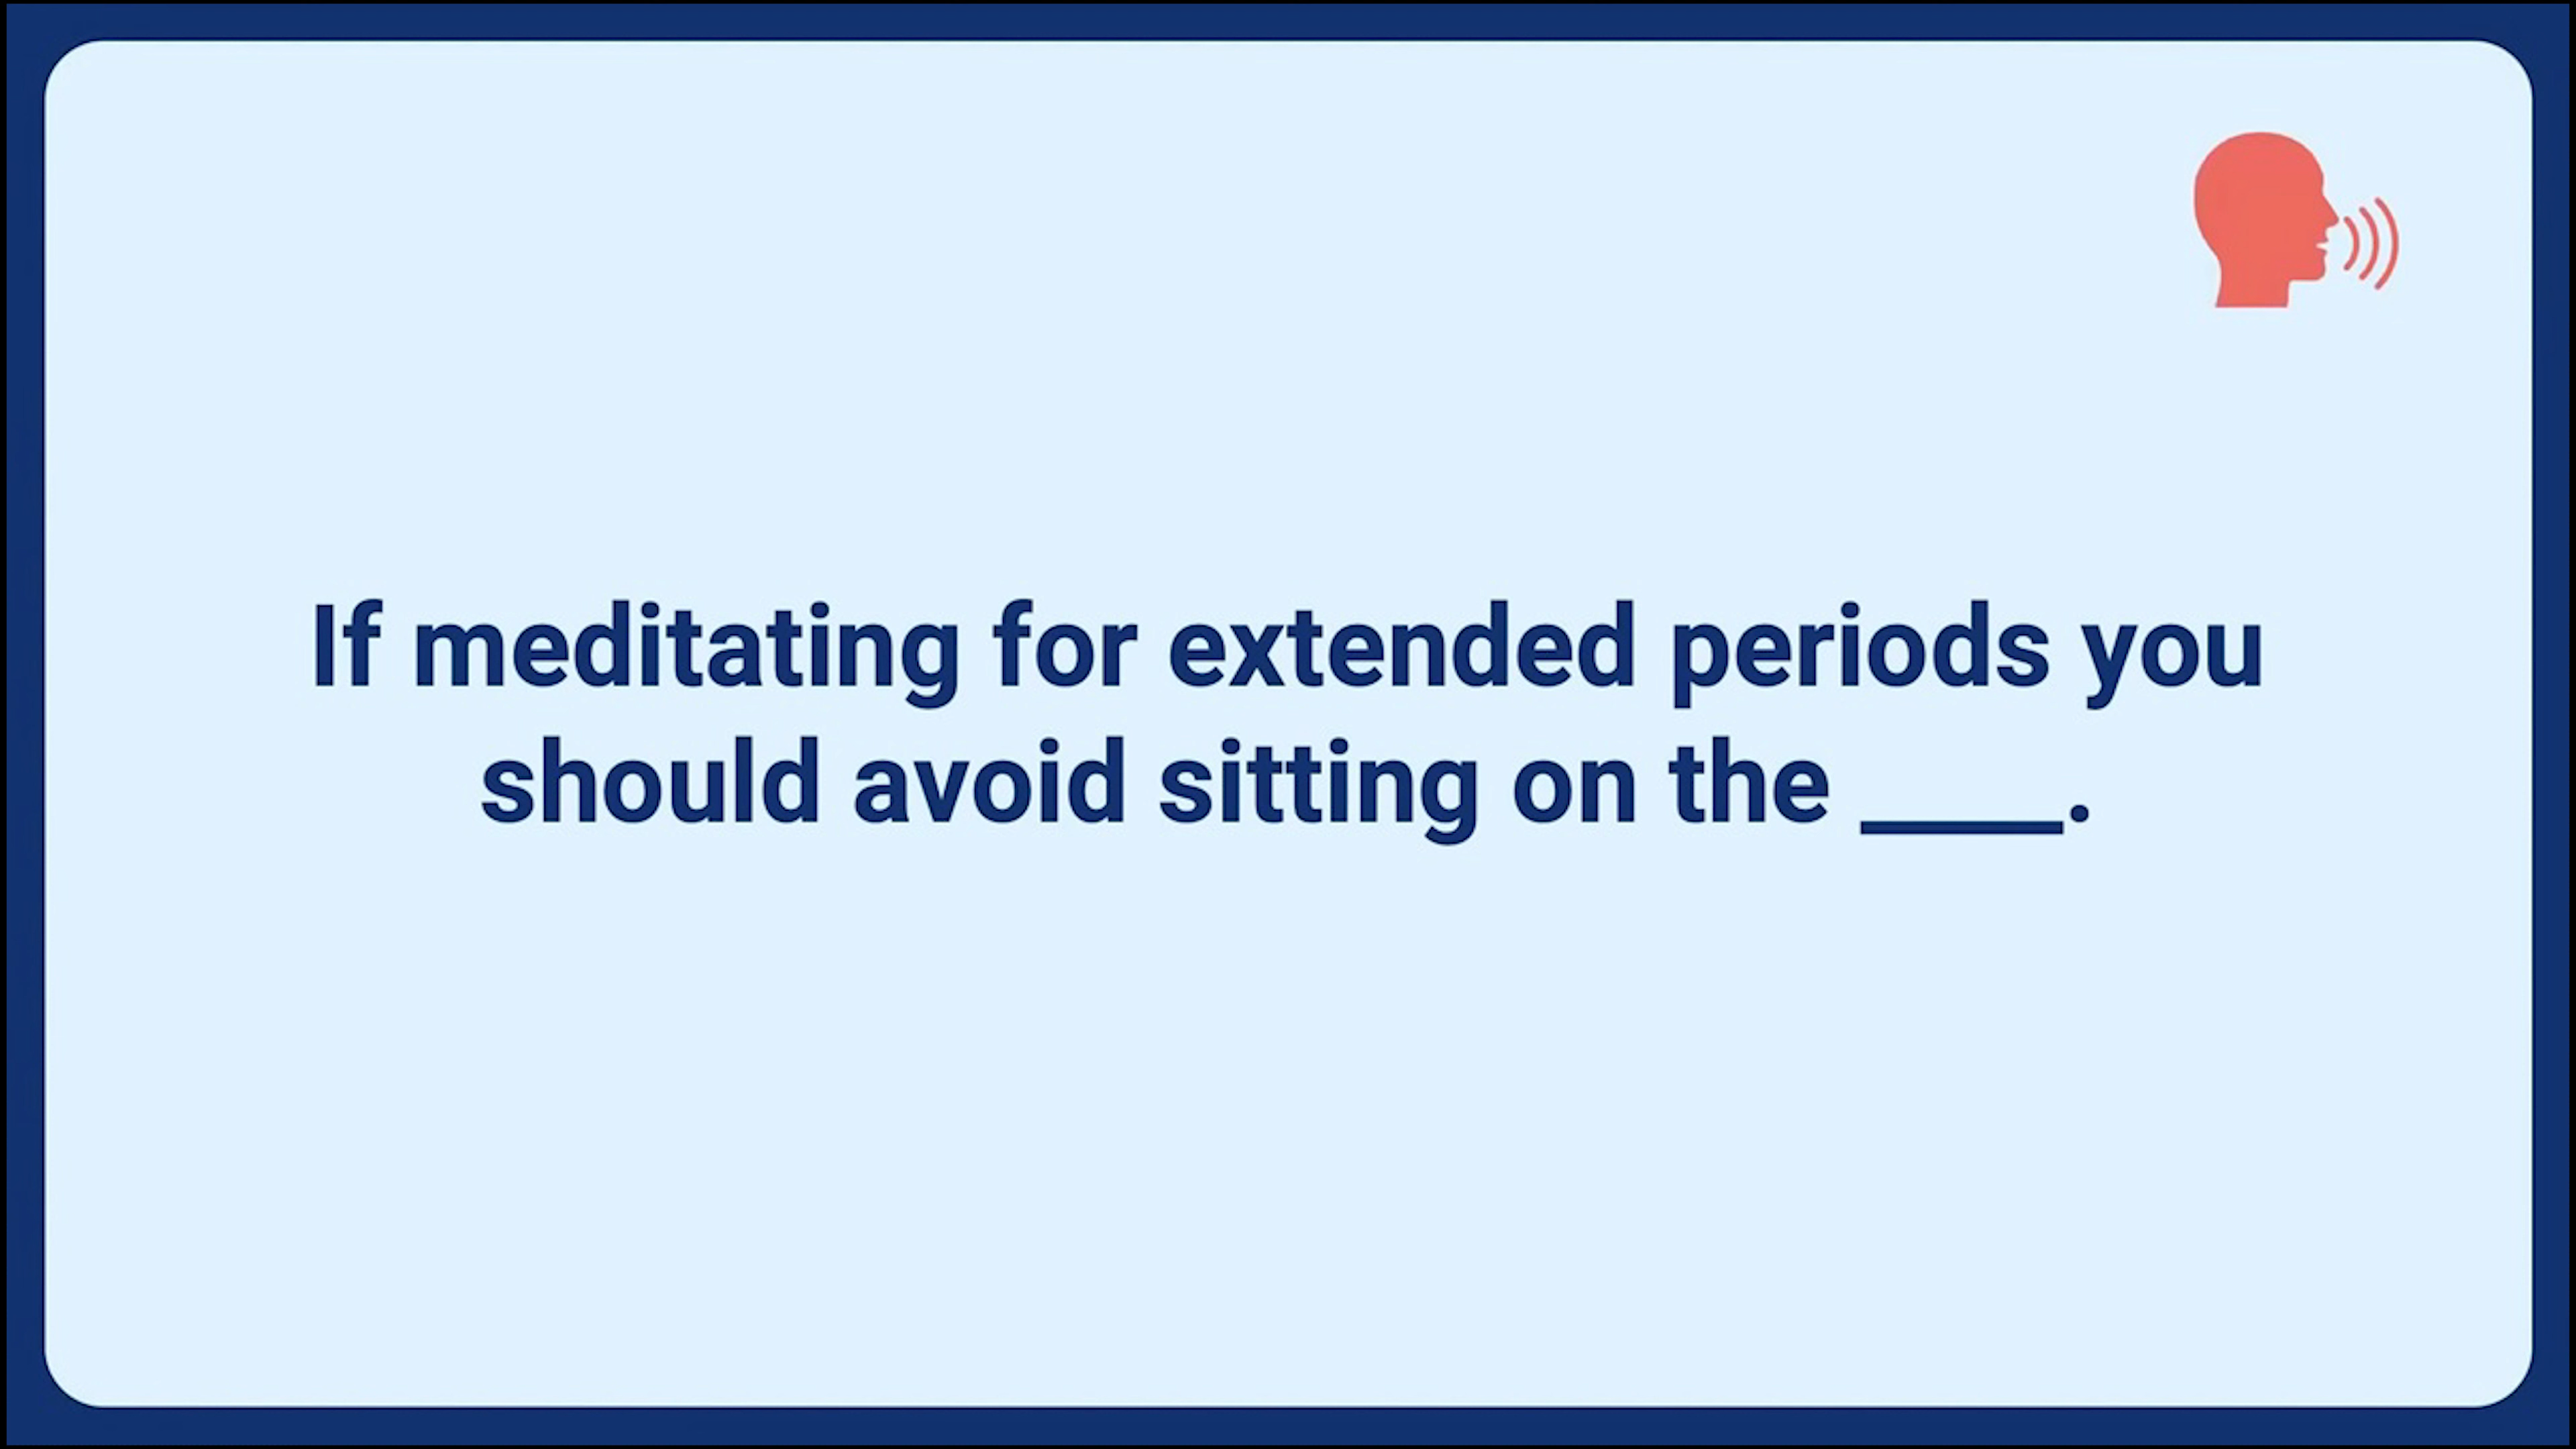 If meditating for extended periods you
should avoid sitting on the ____.